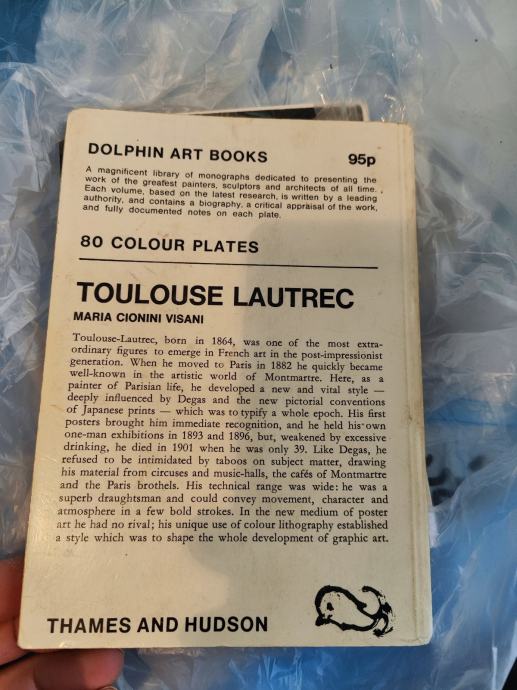 DOLPHIN ART BOOKS 95p
A magnificent library of monographs dedicated to presenting the
work of the greatest painters, sculptors and architects of all time.
Each volume, based on the latest research, is written by a leading
authority, and contains a biography, a critical appraisal of the work,
and fully documented notes on each plate.
80 COLOUR PLATES
TOULOUSE LAUTREC
MARIA CIONINI VISANI
Toulouse-Lautrec, born in 1864, was one of the most extra-
ordinary figures to emerge in French art in the post-impressionist
generation. When he moved to Paris in 1882 he quickly became
well-known in the artistic world of Montmartre. Here, as a
painter of Parisian life, he developed a new and vital style —
deeply influenced by Degas and the new pictorial conventions
of Japanese prints — which was to typify a whole epoch. His first
posters brought him immediate recognition, and he held his own
one-man exhibitions in 1893 and 1896, but, weakened by excessive
drinking, he died in 1901 when he was only 39. Like Degas, he
refused to be intimidated by taboos on subject matter, drawing
his material from circuses and music-halls, the cafés of Montmartre
and the Paris brothels. His technical range was wide: he was a
superb draughtsman and could convey movement, character and
atmosphere in a few bold strokes. In the new medium of poster
art he had no rival; his unique use of colour lithography established
a style which was to shape the whole development of graphic art.
THAMES AND HUDSON